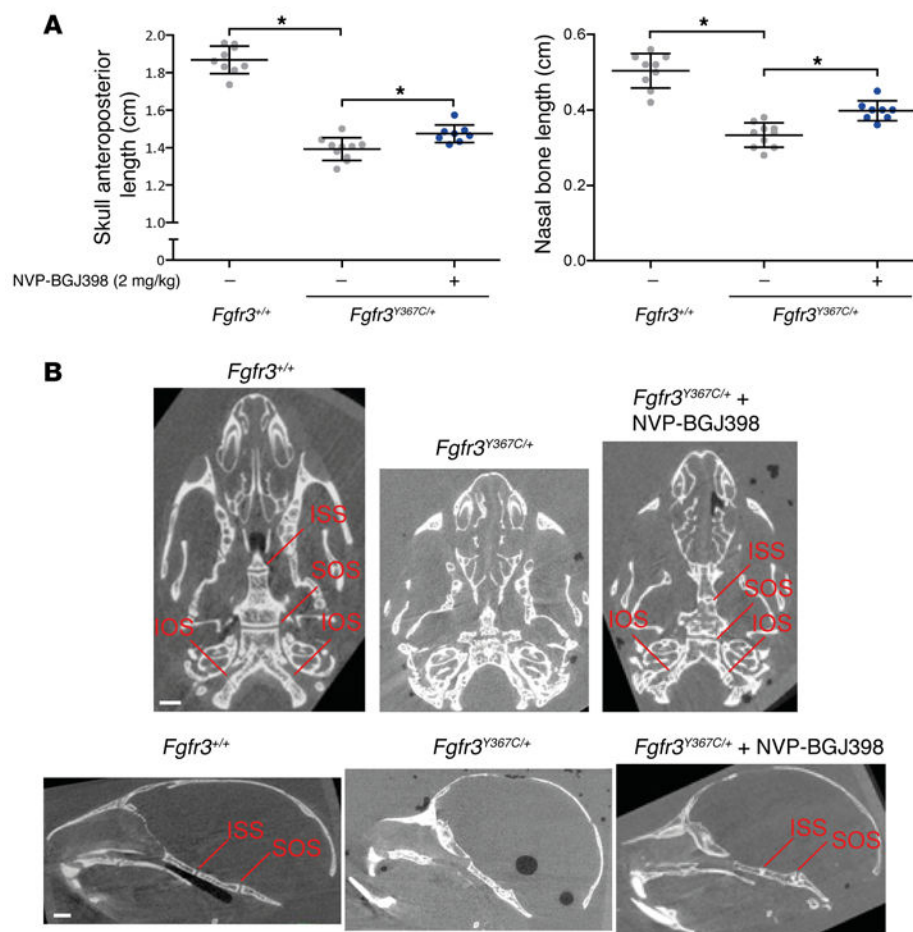 A
Skull anteroposterior
length (cm)
2.0
1.8
1.6
1.4
1.2
1.0
0
*
*
NVP-BGJ398 (2 mg/kg)
− − +
Fgfr3+/+ Fgfr3Y367C/+
Nasal bone length (cm)
0.6
0.4
0.2
0.0
*
*
− − +
Fgfr3+/+ Fgfr3Y367C/+
B
Fgfr3+/+
ISS
SOS
IOS
IOS
Fgfr3Y367C/+
Fgfr3Y367C/+ +
NVP-BGJ398
ISS
SOS
IOS
IOS
Fgfr3+/+
ISS
SOS
Fgfr3Y367C/+
Fgfr3Y367C/+ + NVP-BGJ398
ISS
SOS